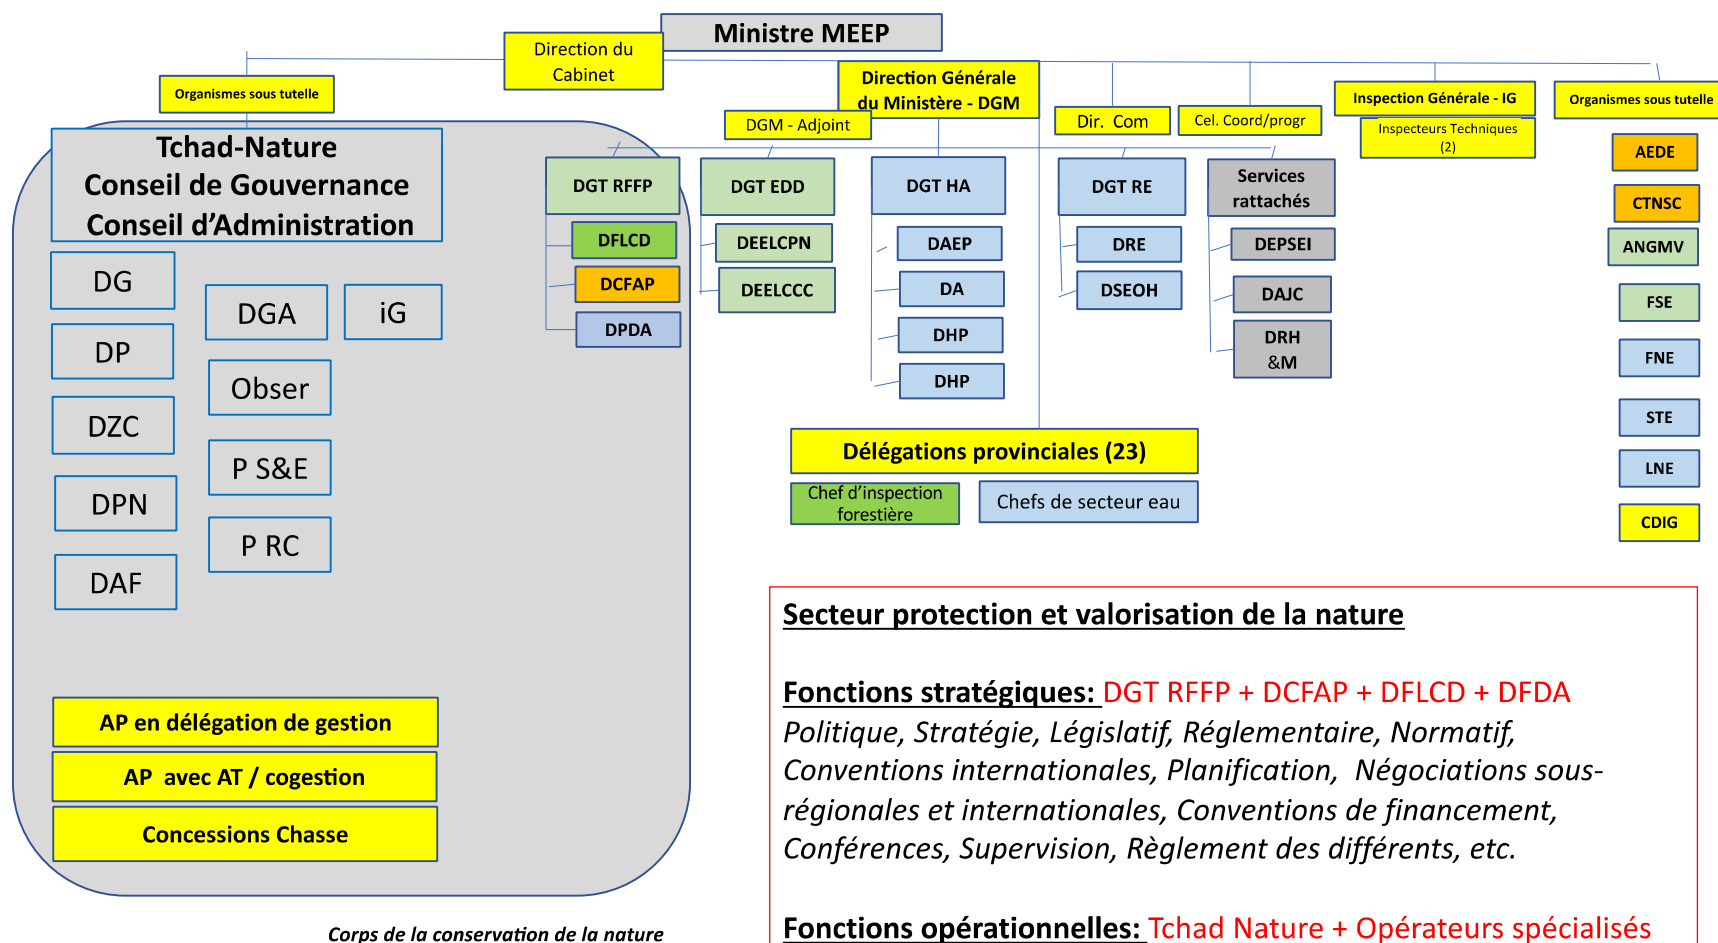 Ministre MEEP
Direction du
Cabinet
Organismes sous tutelle
Direction Générale
du Ministère - DGM
DGM - Adjoint
Dir. Com
Cel. Coord/progr
Inspection Générale - IG
Inspecteurs Techniques
(2)
Organismes sous tutelle
Tchad-Nature
Conseil de Gouvernance
Conseil d’Administration
DG
DP
DZC
DPN
DAF
DGA
iG
Obser
P S&E
P RC
AP en délégation de gestion
AP avec AT / cogestion
Concessions Chasse
Corps de la conservation de la nature
DGT RFFP
DFLCD
DCFAP
DPDA
DGT EDD
DEELCPN
DEELCCC
DGT HA
DAEP
DA
DHP
DHP
DGT RE
DRE
DSEOH
Services
rattachés
DEPSEI
DAJC
DRH
&M
AEDE
CTNSC
ANGMV
FSE
FNE
STE
LNE
CDIG
Délégations provinciales (23)
Chef d’inspection
forestière
Chefs de secteur eau
Secteur protection et valorisation de la nature
Fonctions stratégiques: DGT RFFP + DCFAP + DFLCD + DFDA
Politique, Stratégie, Législatif, Réglementaire, Normatif,
Conventions internationales, Planification, Négociations sous-
régionales et internationales, Conventions de financement,
Conférences, Supervision, Règlement des différents, etc.
Fonctions opérationnelles: Tchad Nature + Opérateurs spécialisés